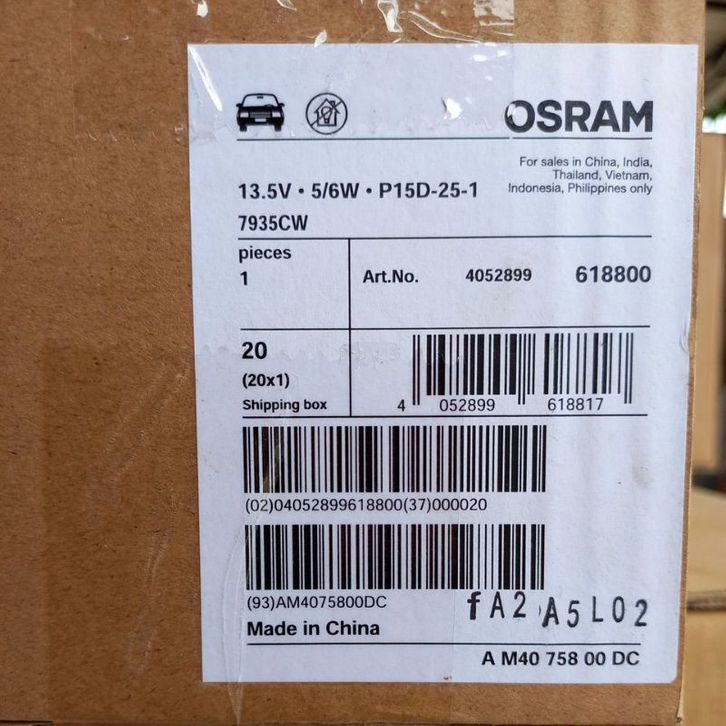 OSRAM
For sales in China, India,
Thailand, Vietnam,
Indonesia, Philippines only
13.5V • 5/6W • P15D-25-1
7935CW
pieces
1
Art.No. 4052899 618800
20
(20x1)
Shipping box
4 052899 618817
(02)04052899618800(37)000020
(93)AM4075800DC
fA2 A5L02
Made in China
A M40 758 00 DC